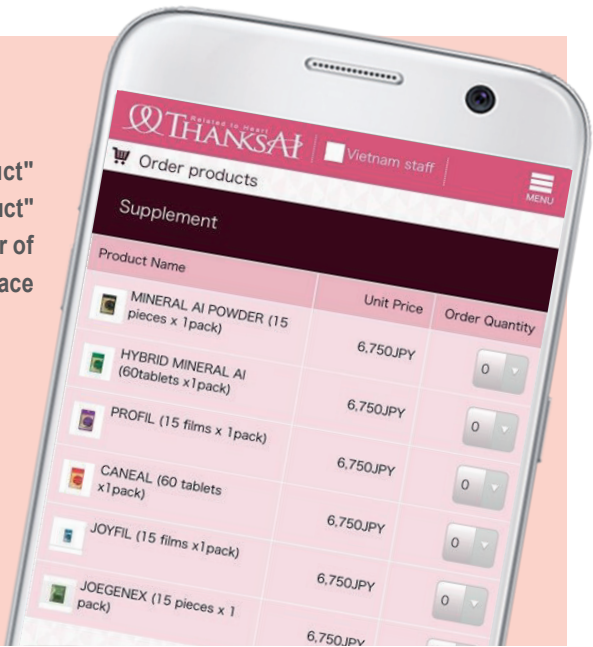 uct"
uct"
r of
ace
Related to Heart
THANKSAI
Vietnam staff
MENU
Order products
Supplement
Product Name
Unit Price
Order Quantity
MINERAL AI POWDER (15
pieces x 1pack)
6,750JPY
0
HYBRID MINERAL AI
(60tablets x1pack)
6,750JPY
0
PROFIL (15 films x 1pack)
6,750JPY
0
CANEAL (60 tablets
x1pack)
6,750JPY
0
JOYFIL (15 films x1pack)
6,750JPY
0
JOEGENEX (15 pieces x 1
pack)
6,750JPY